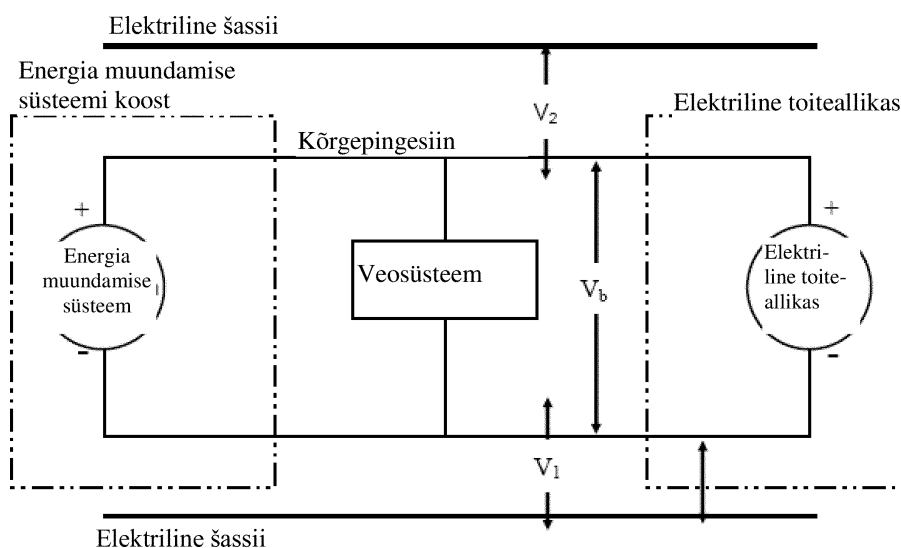 Elektriline šassii
Energia muundamise
süsteemi koost
V2
Elektriline toiteallikas
Kõrgepingesiin
+
+
Energia
muundamise
süsteem
Veosüsteem
Vb
Elektri-
line toite-
allikas
-
-
V1
Elektriline šassii